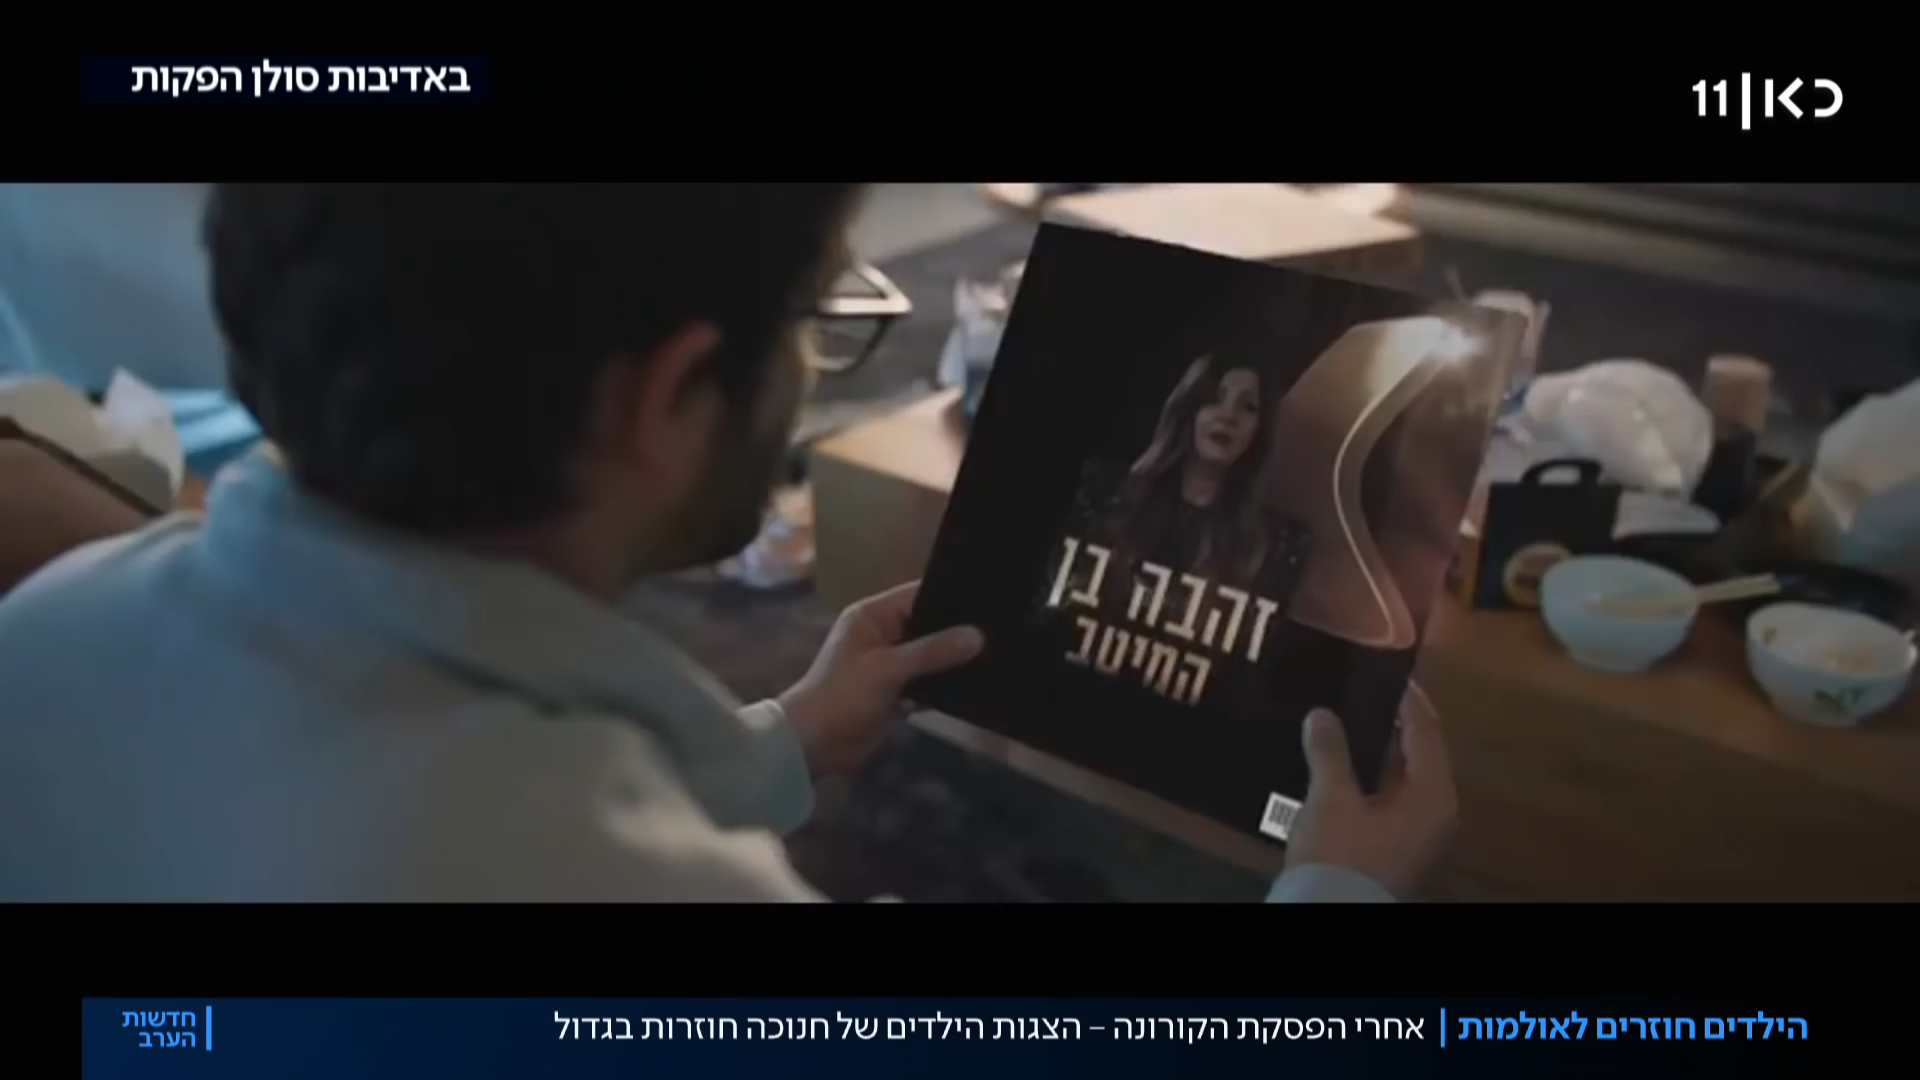 באדיבות סולן הפקות
כאן 11
זהבה בן
המיטב
הילדים חוזרים לאולמות | אחרי הפסקת הקורונה – הצגות הילדים של חנוכה חוזרות בגדול
חדשות
הערב